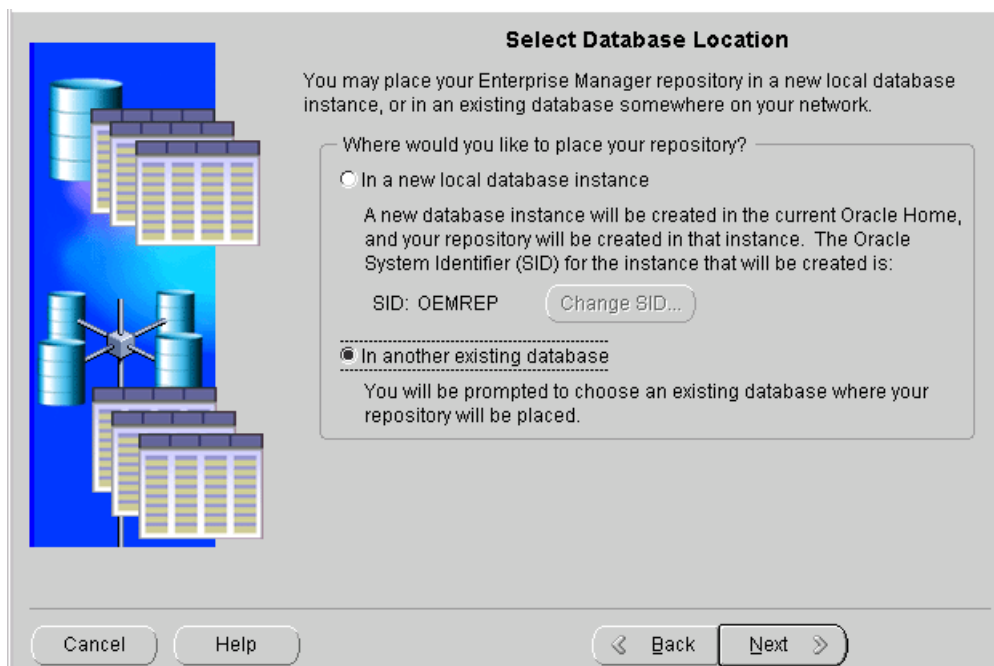 Select Database Location
You may place your Enterprise Manager repository in a new local database
instance, or in an existing database somewhere on your network.
Where would you like to place your repository?
In a new local database instance
A new database instance will be created in the current Oracle Home,
and your repository will be created in that instance. The Oracle
System Identifier (SID) for the instance that will be created is:
SID: OEMREP Change SID...
In another existing database
You will be prompted to choose an existing database where your
repository will be placed.
Cancel Help Back Next